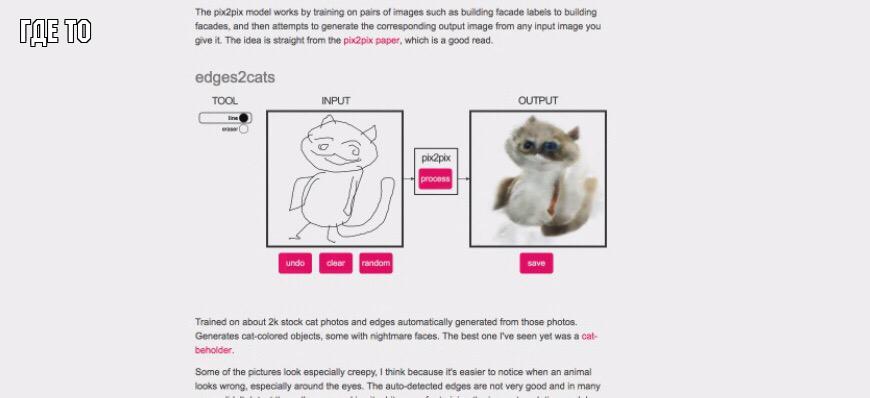 The pix2pix model works by training on pairs of images such as building facade labels to building
facades, and then attempts to generate the corresponding output image from any input image you
give it. The idea is straight from the pix2pix paper, which is a good read.
ГДЕ ТО
edges2cats
TOOL INPUT OUTPUT
line
eraser
pix2pix
process
undo clear random save
Trained on about 2k stock cat photos and edges automatically generated from those photos.
Generates cat-colored objects, some with nightmare faces. The best one I've seen yet was a cat-
beholder.
Some of the pictures look especially creepy, I think because it's easier to notice when an animal
looks wrong, especially around the eyes. The auto-detected edges are not very good and in many